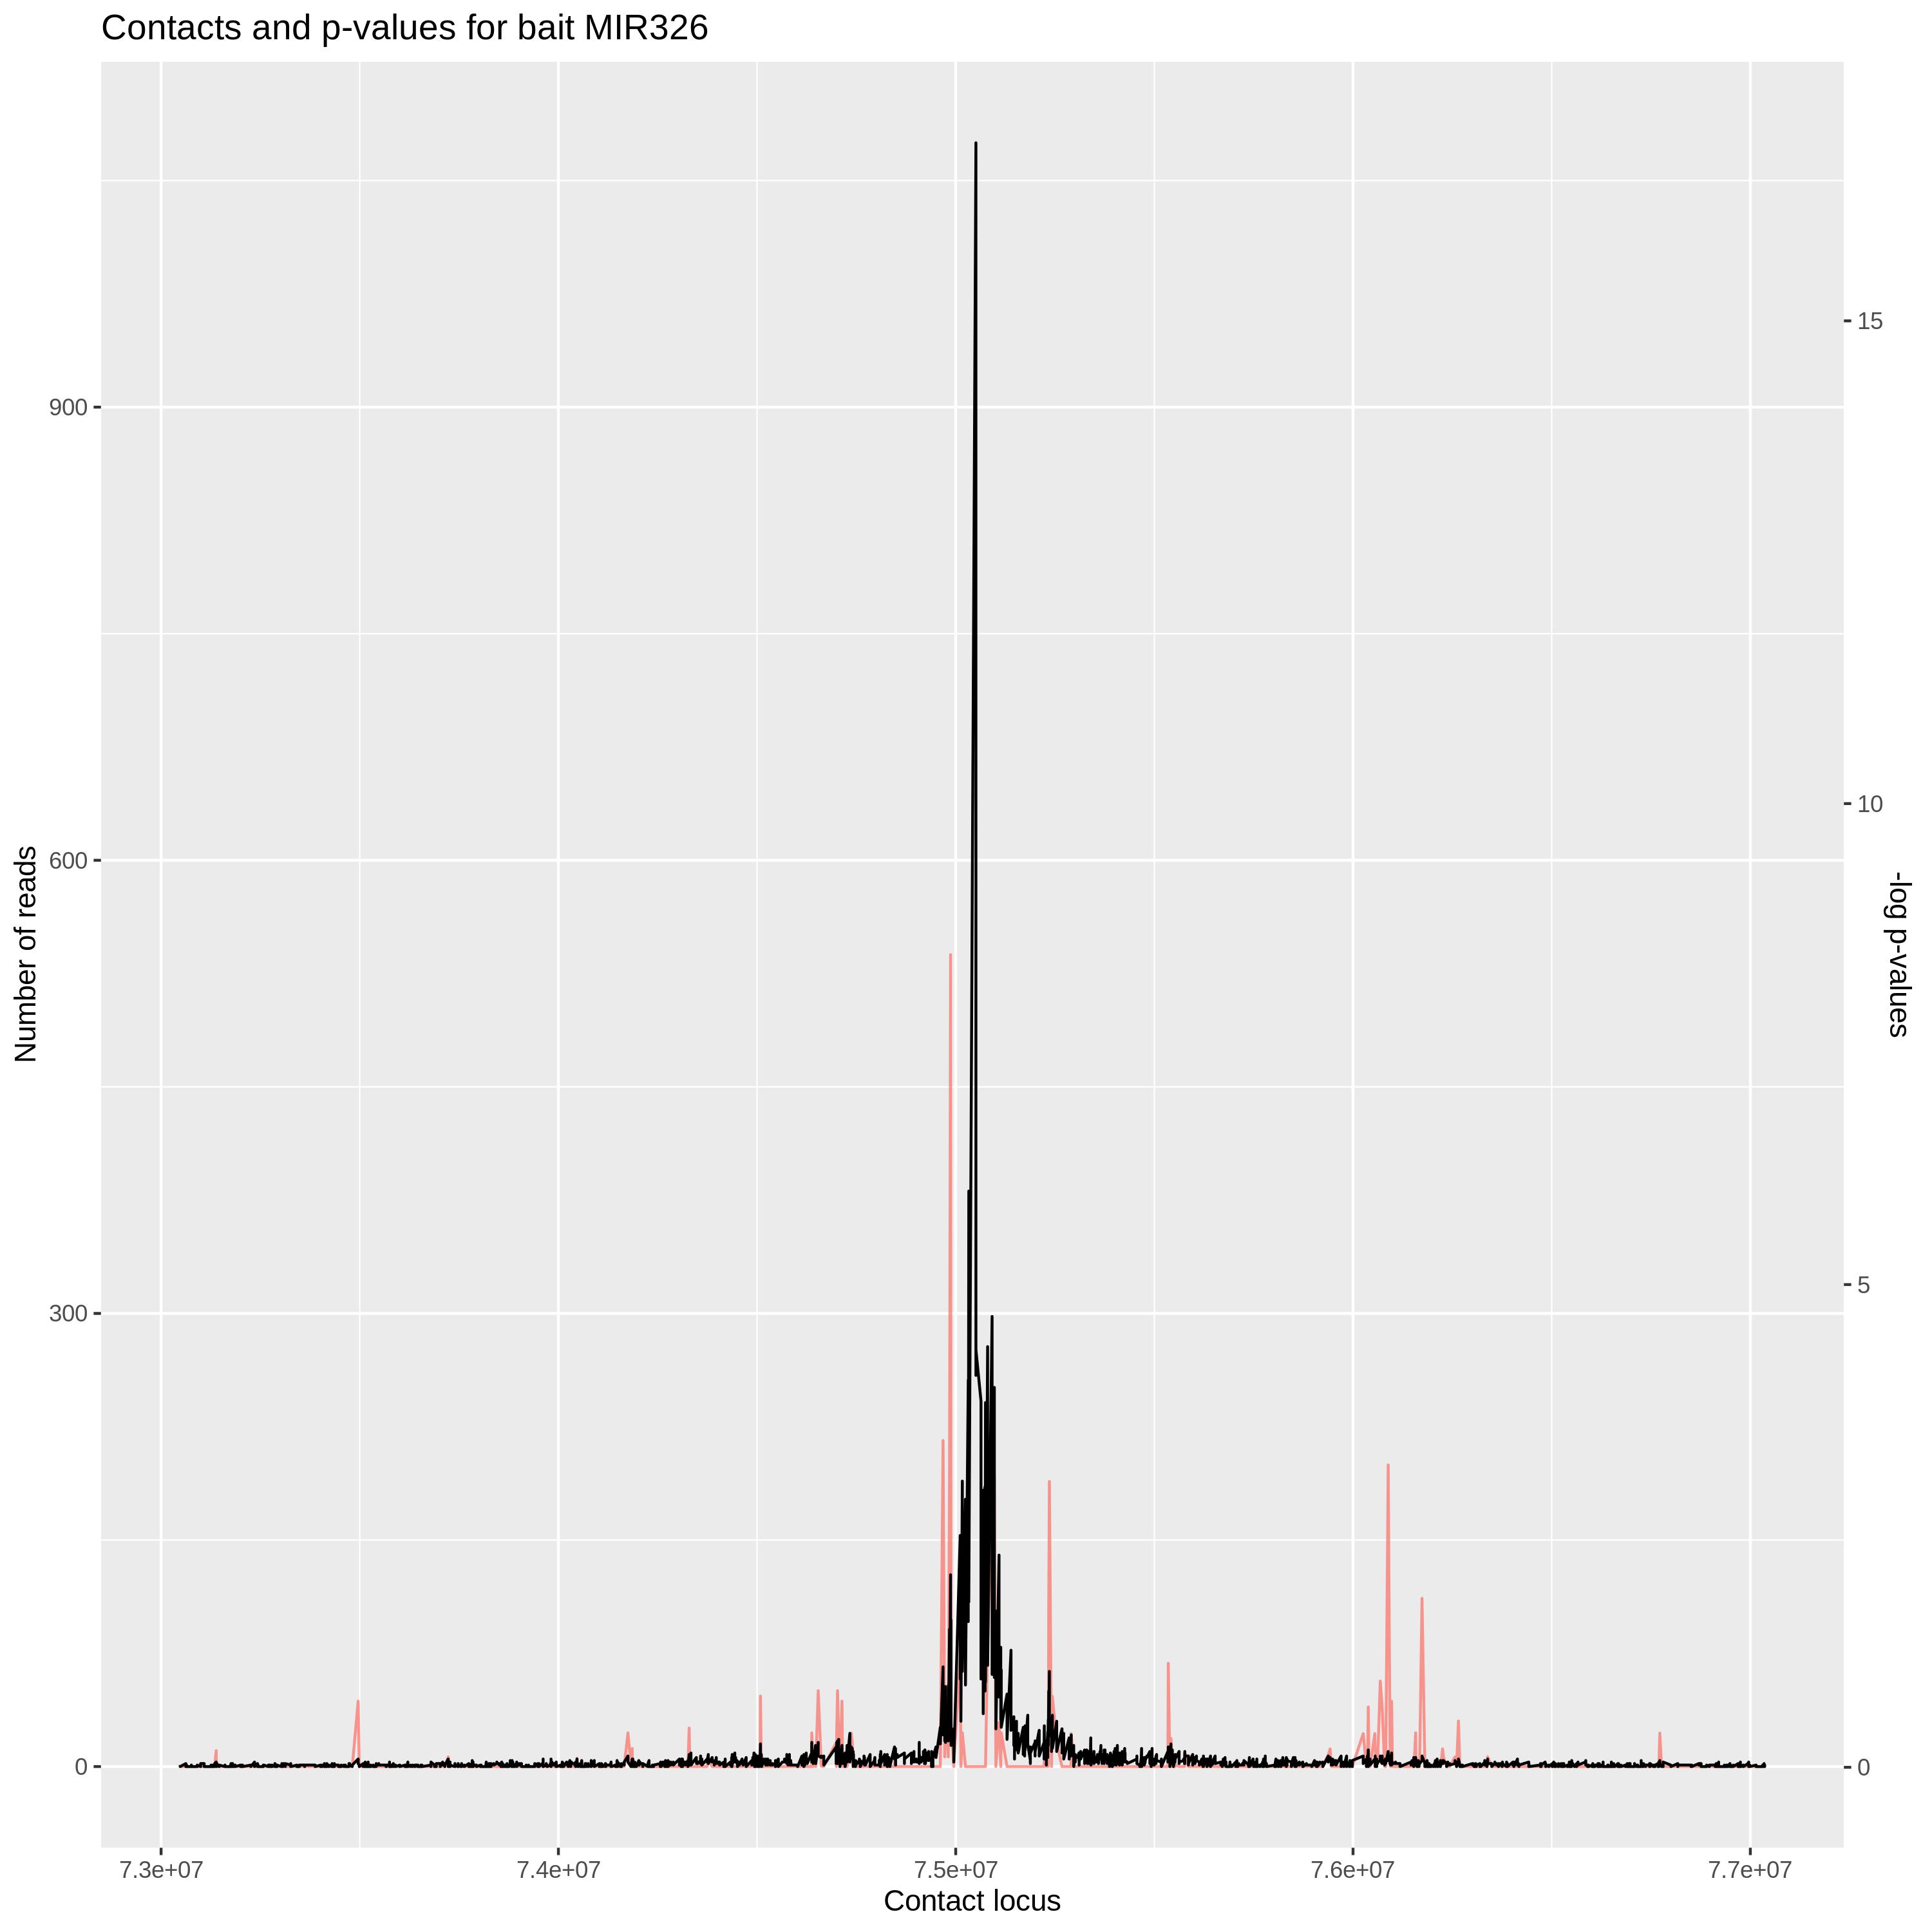 Contacts and p-values for bait MIR326
Number of reads
900
600
300
0
15
10
5
0
-log p-values
7.3e+07
7.4e+07
7.5e+07
7.6e+07
7.7e+07
Contact locus